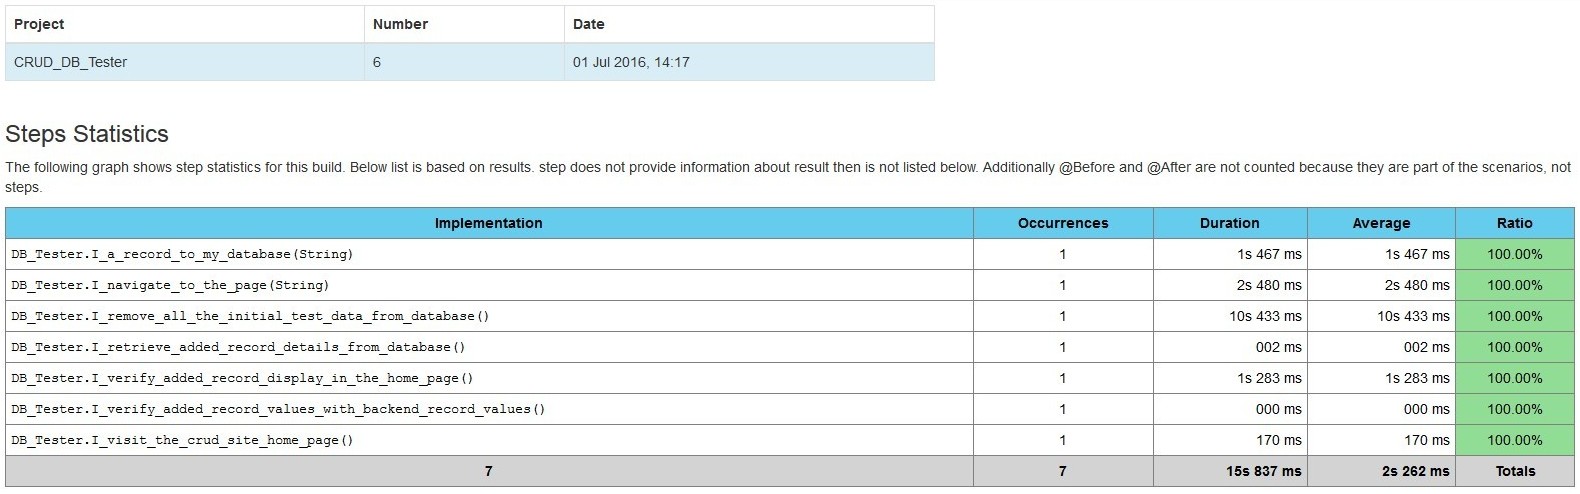 Project Number Date
CRUD_DB_Tester 6 01 Jul 2016, 14:17
Steps Statistics
The following graph shows step statistics for this build. Below list is based on results. step does not provide information about result then is not listed below. Additionally @Before and @After are not counted because they are part of the scenarios, not
steps.
Implementation Occurrences Duration Average Ratio
DB_Tester.I_a_record_to_my_database(String) 1 1s 467 ms 1s 467 ms 100.00%
DB_Tester.I_navigate_to_the_page(String) 1 2s 480 ms 2s 480 ms 100.00%
DB_Tester.I_remove_all_the_initial_test_data_from_database() 1 10s 433 ms 10s 433 ms 100.00%
DB_Tester.I_retrieve_added_record_details_from_database() 1 002 ms 002 ms 100.00%
DB_Tester.I_verify_added_record_display_in_the_home_page() 1 1s 283 ms 1s 283 ms 100.00%
DB_Tester.I_verify_added_record_values_with_backend_record_values() 1 000 ms 000 ms 100.00%
DB_Tester.I_visit_the_crud_site_home_page() 1 170 ms 170 ms 100.00%
7 7 15s 837 ms 2s 262 ms Totals